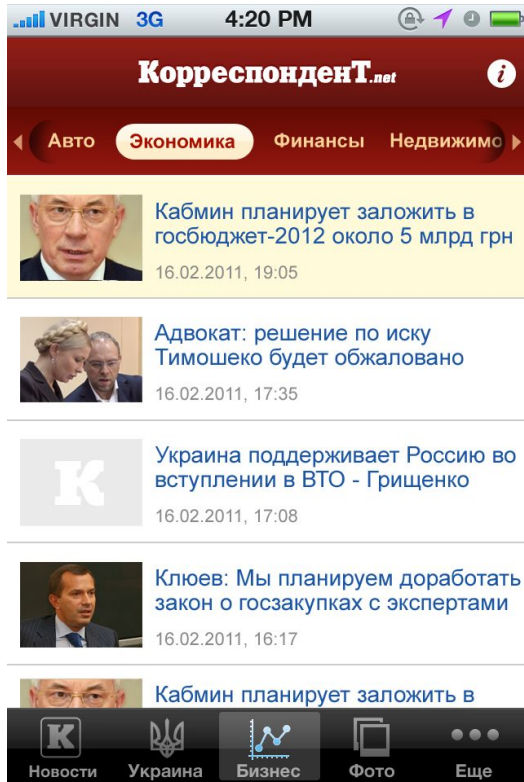 VIRGIN 3G 4:20 PM
КорреспонденТ.net i
Авто Экономика Финансы Недвижимо
Кабмин планирует заложить в
госбюджет-2012 около 5 млрд грн
16.02.2011, 19:05
Адвокат: решение по иску
Тимошеко будет обжаловано
16.02.2011, 17:35
К
Украина поддерживает Россию во
вступлении в ВТО - Грищенко
16.02.2011, 17:08
Клюев: Мы планируем доработать
закон о госзакупках с экспертами
16.02.2011, 16:17
Кабмин планирует заложить в
К
Новости Украина Бизнес Фото Еще